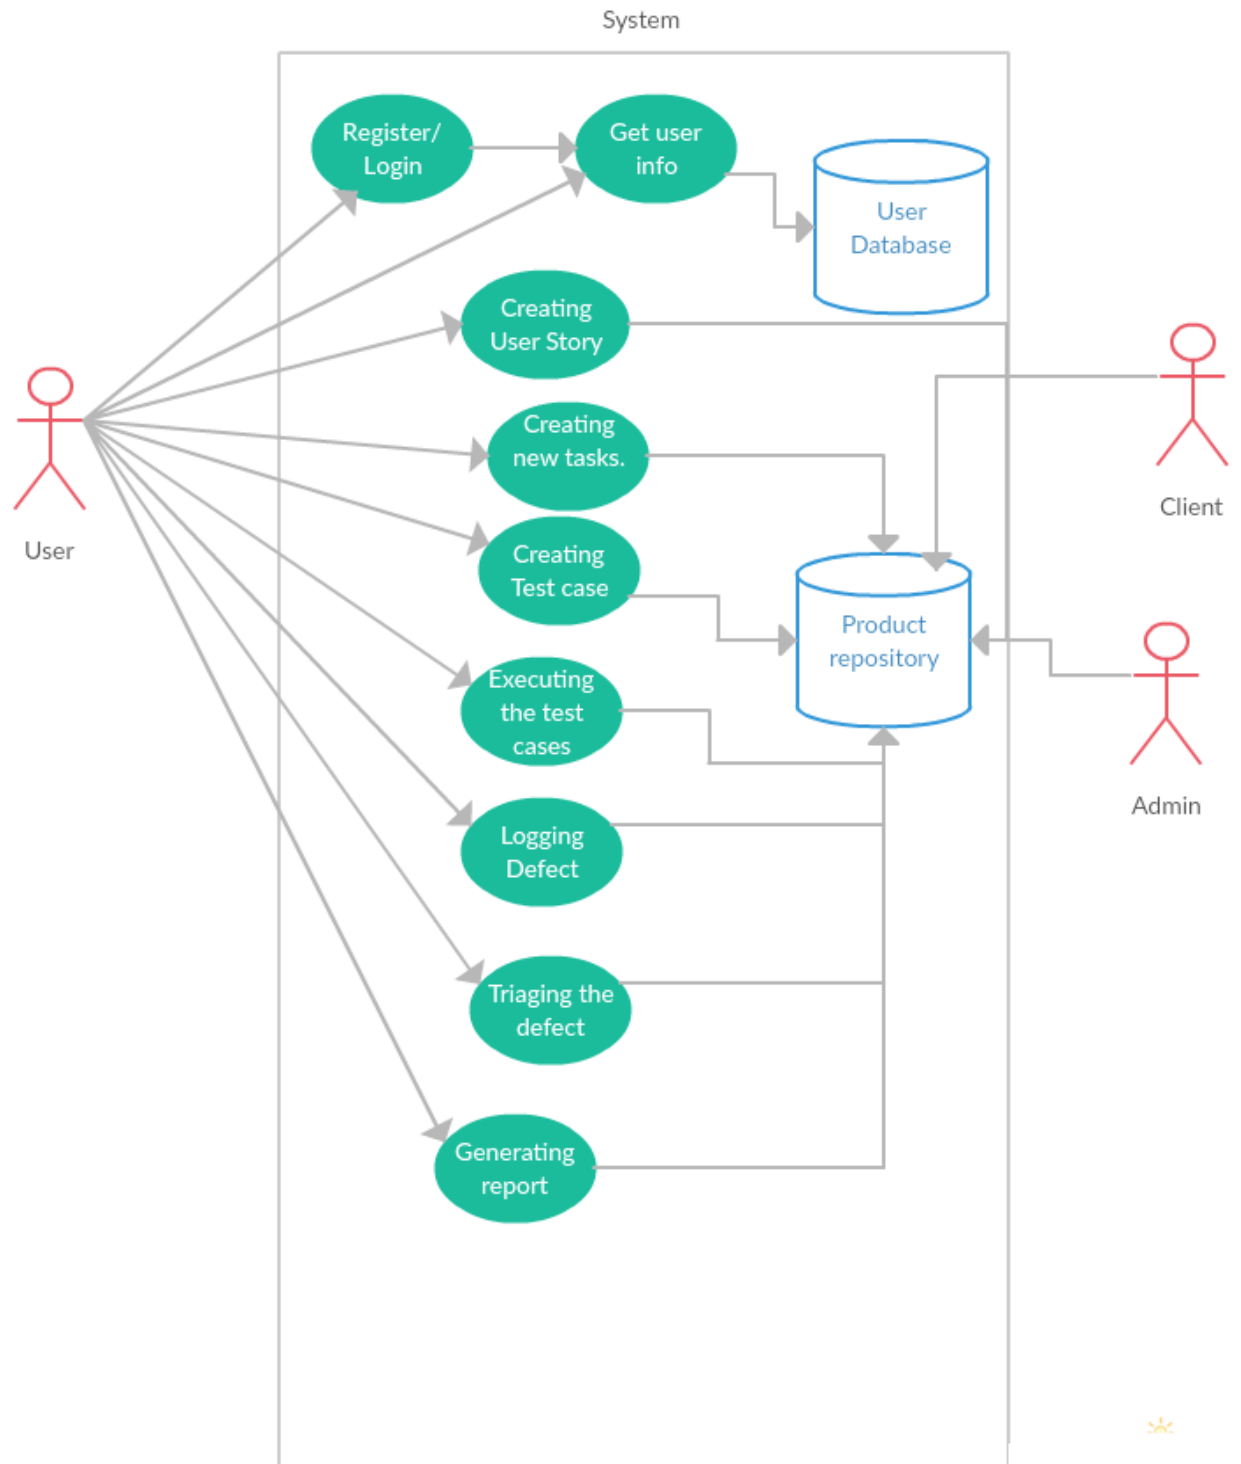 System
Register/
Login
Get user
info
User
Database
Creating
User Story
Creating
new tasks.
Client
User
Creating
Test case
Product
repository
Executing
the test
cases
Admin
Logging
Defect
Triaging the
defect
Generating
report